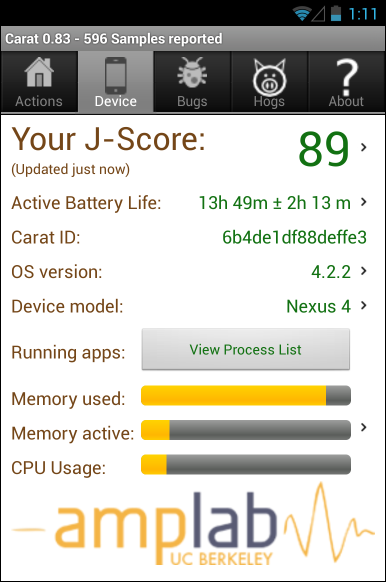 1:11
Carat 0.83 - 596 Samples reported
Actions
Device
Bugs
Hogs
?
About
Your J-Score:
89
(Updated just now)
Active Battery Life: 13h 49m ± 2h 13 m
Carat ID: 6b4de1df88deffe3
OS version: 4.2.2
Device model: Nexus 4
Running apps: View Process List
Memory used:
Memory active:
CPU Usage:
amplab
UC BERKELEY